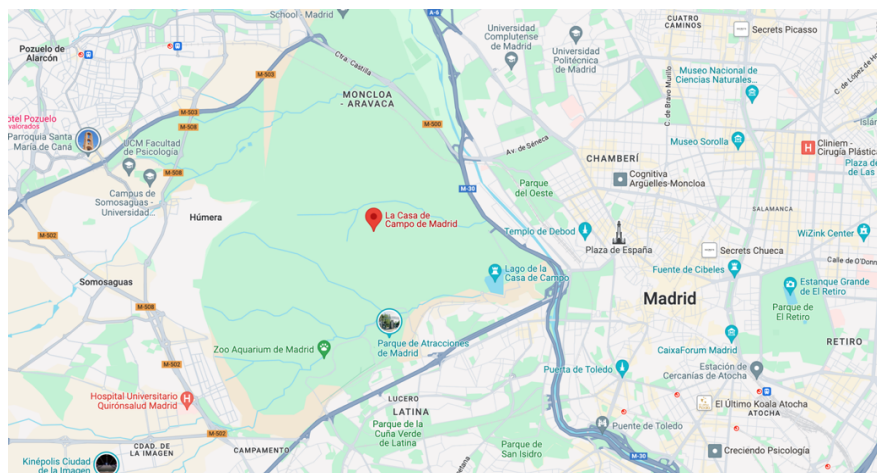 School - Madrid
A-6
CUATRO
CAMINOS
Secrets Picasso
Pozuelo de
Alarcón
Universidad
Complutense
de Madrid
Universidad
Politécnica
de Madrid
Ctra. Castilla
M-503
MONCLOA
- ARAVACA
C. de Bravo Murillo
Museo Nacional de
Ciencias Naturales...
C. de López de Ho
M-503
M-508
M-500
otel Pozuelo
valorados
Parroquia Santa
María de Caná
UCM Facultad
de Psicología
Av. de Séneca
Museo Sorolla
Cliniem -
Cirugía Plástica
Plaza de
de Las
CHAMBERÍ
M-508
Cognitiva
Argüelles-Moncloa
Campus de
Somosaguas -
Universidad...
M-30
Parque
del Oeste
SALAMANCA
Húmera
La Casa de
Campo de Madrid
Templo de Debod
WiZink Center
M-502
Plaza de España
Secrets Chueca
Calle de O'Donn
Somosaguas
Lago de la
Casa de Campo
Fuente de Cibeles
Estanque Grande
de El Retiro
Madrid
M-508
Parque de
El Retiro
Zoo Aquarium de Madrid
Parque de Atracciones
de Madrid
CaixaForum Madrid
RETIRO
M-502
Puerta de Toledo
Estación de
Cercanías de Atocha
Hospital Universitario
Quirónsalud Madrid
LUCERO
LATINA
El Último Koala Atocha
ATOCHA
Parque de la
Cuña Verde
de Latina
Puente de Toledo
M-502
CDAD. DE
LA IMAGEN
CAMPAMENTO
Parque de
San Isidro
M-30
Creciendo Psicología
Kinépolis Ciudad
de la Imagen